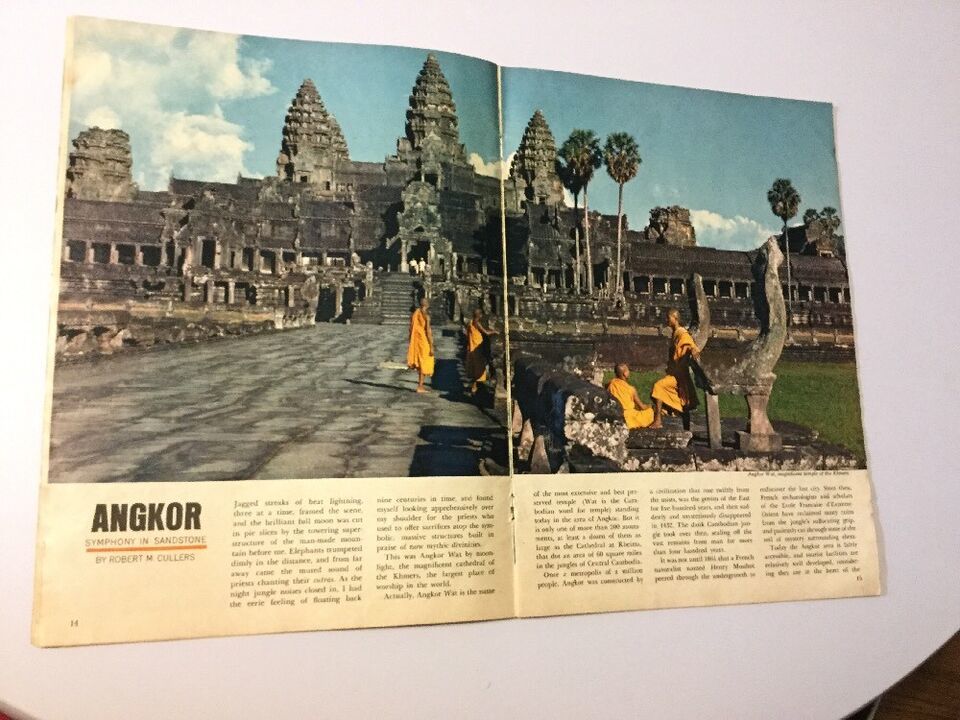 Angkor Wat, magnificent temple of the Khmers.
ANGKOR
SYMPHONY IN SANDSTONE
BY ROBERT M CULLERS
Jagged streaks of heat lightning,
three at a time, framed the scene,
and the brilliant full moon was cut
in pie slices by the towering super-
structure of the man-made moun-
tain before me. Elephants trumpeted
dimly in the distance, and from far
away came the muted sound of
priests chanting their sutras. As the
night jungle noises closed in, I had
the eerie feeling of floating back
nine centuries in time, and found
myself looking apprehensively over
my shoulder for the priests who
used to offer sacrifices atop the sym-
bolic, massive structures built in
praise of now mythic divinities.
This was Angkor Wat by moon-
light, the magnificent cathedral of
the Khmers, the largest place of
worship in the world.
Actually, Angkor Wat is the name
of the most extensive and best pre-
served temple (Wat is the Cam-
bodian word for temple) standing
today in the area of Angkor. But it
is only one of more than 200 monu-
ments, at least a dozen of them as
large as the Cathedral at Rheims,
that dot an area of 60 square miles
in the jungles of Central Cambodia.
Once a metropolis of a million
people, Angkor was constructed by
a civilization that rose swiftly from
the mists, was the genius of the East
for five hundred years, and then sud-
denly and mysteriously disappeared
in 1432. The dank Cambodian jun-
gle took over then, sealing off the
vast remains from man for more
than four hundred years.
It was not until 1861 that a French
naturalist named Henry Mouhot
peered through the undergrowth to
rediscover the lost city. Since then,
French archaeologists and scholars
of the Ecole Francaise d'Extreme-
Orient have reclaimed many ruins
from the jungle's suffocating grip,
and painstakingly cut through some of the
veil of mystery surrounding them.
Today the Angkor area is fairly
accessible, and tourist facilities are
relatively well developed, consider-
ing they are in the heart of the
14
15